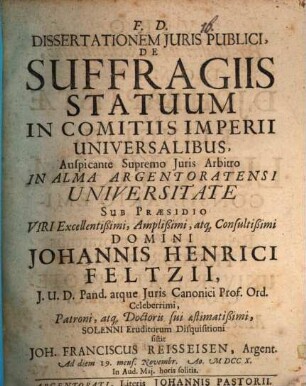 F. D.
DISSERTATIONEM JURIS PUBLICI,
DE
SUFFRAGIIS
STATUUM
IN COMITIIS IMPERII
UNIVERSALIBUS,
Auspicante Supremo Juris Arbitro
IN ALMA ARGENTORATENSI
UNIVERSITATE
SUB PRÆSIDIO
VIRI Excellentißimi, Amplißimi, atq; Consultißimi
DOMINI
JOHANNIS HENRICI
FELTZII,
J. U. D. Pand. atque Juris Canonici Prof. Ord.
Celeberrimi,
Patroni, atq; Doctoris sui æstimatissimi,
SOLENNI Eruditorum Disquisitioni
sistit
JOH. FRANCISCUS REISSEISEN, Argent.
Ad diem 29. mens. Novembr. Ao. MDCCX.
In Aud. Maj. horis solitis.
ARGENTORATI, Literis JOHANNIS PASTORII.